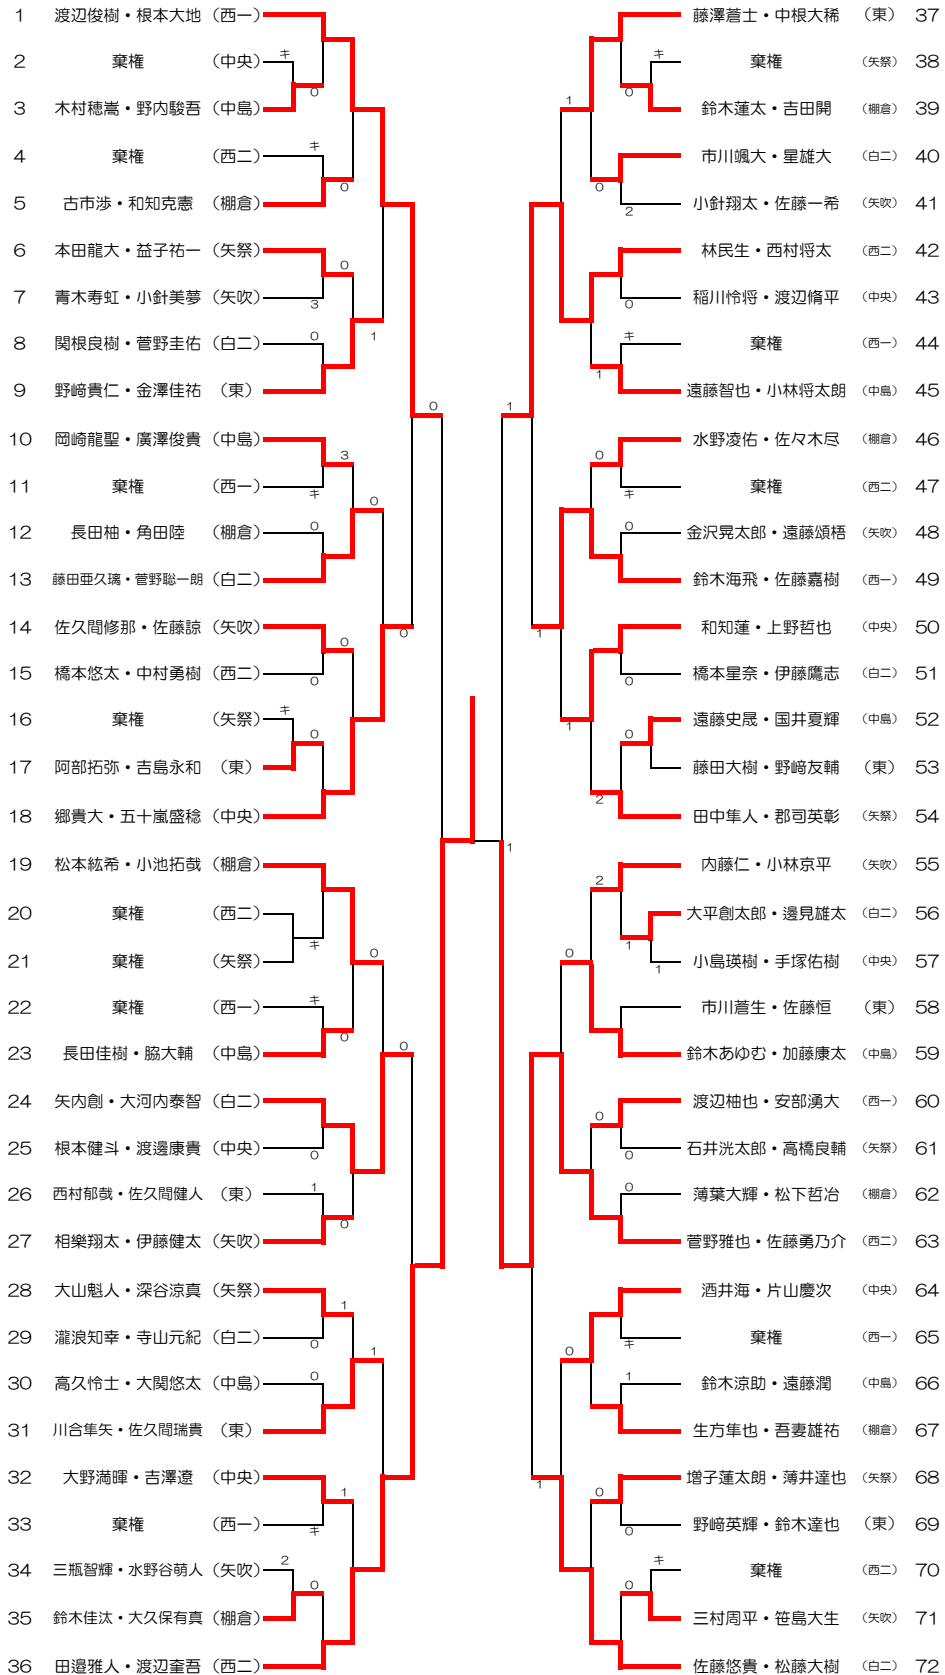 1 渡辺俊樹・根本大地 (西一)
2 棄権 (中央)
3 木村穂嵩・野内駿吾 (中島)
4 棄権 (西二)
5 古市渉・和知克憲 (棚倉)
6 本田龍大・益子祐一 (矢祭)
7 青木寿虹・小針美夢 (矢吹)
8 関根良樹・菅野圭佑 (白二)
9 野﨑貴仁・金澤佳祐 (東)
10 岡崎龍聖・廣澤俊貴 (中島)
11 棄権 (西一)
12 長田柚・角田陸 (棚倉)
13 藤田亜久璃・菅野聡一朗 (白二)
14 佐久間修那・佐藤諒 (矢吹)
15 橋本悠太・中村勇樹 (西二)
16 棄権 (矢祭)
17 阿部拓弥・吉島永和 (東)
18 郷貴大・五十嵐盛稔 (中央)
19 松本紘希・小池拓哉 (棚倉)
20 棄権 (西二)
21 棄権 (矢祭)
22 棄権 (西一)
23 長田佳樹・脇大輔 (中島)
24 矢内創・大河内泰智 (白二)
25 根本健斗・渡邊康貴 (中央)
26 西村郁哉・佐久間健人 (東)
27 相樂翔太・伊藤健太 (矢吹)
28 大山魁人・深谷涼真 (矢祭)
29 瀧浪知幸・寺山元紀 (白二)
30 高久怜士・大関悠太 (中島)
31 川合隼矢・佐久間瑞貴 (東)
32 大野満暉・吉澤遼 (中央)
33 棄権 (西一)
34 三瓶智輝・水野谷萌人 (矢吹)
35 鈴木佳汰・大久保有真 (棚倉)
36 田邉雅人・渡辺奎吾 (西二)
藤澤蒼士・中根大稀 (東) 37
棄権 (矢祭) 38
鈴木蓮太・吉田開 (棚倉) 39
市川颯大・星雄大 (白二) 40
小針翔太・佐藤一希 (矢吹) 41
林民生・西村将太 (西二) 42
稲川怜将・渡辺脩平 (中央) 43
棄権 (西一) 44
遠藤智也・小林将太朗 (中島) 45
水野凌佑・佐々木尽 (棚倉) 46
棄権 (西二) 47
金沢晃太郎・遠藤頌梧 (矢吹) 48
鈴木海飛・佐藤嘉樹 (西一) 49
和知蓮・上野哲也 (中央) 50
橋本星奈・伊藤鷹志 (白二) 51
遠藤史晟・国井夏輝 (中島) 52
藤田大樹・野﨑友輔 (東) 53
田中隼人・郡司英彰 (矢祭) 54
内藤仁・小林京平 (矢吹) 55
大平創太郎・邊見雄太 (白二) 56
小島瑛樹・手塚佑樹 (中央) 57
市川蒼生・佐藤恒 (東) 58
鈴木あゆむ・加藤康太 (中島) 59
渡辺柚也・安部湧大 (西一) 60
石井洸太郎・高橋良輔 (矢祭) 61
薄葉大輝・松下哲冶 (棚倉) 62
菅野雅也・佐藤勇乃介 (西二) 63
酒井海・片山慶次 (中央) 64
棄権 (西一) 65
鈴木涼助・遠藤潤 (中島) 66
生方隼也・吾妻雄祐 (棚倉) 67
増子蓮太朗・薄井達也 (矢祭) 68
野﨑英輝・鈴木達也 (東) 69
棄権 (西二) 70
三村周平・笹島大生 (矢吹) 71
佐藤悠貴・松藤大樹 (白二) 72